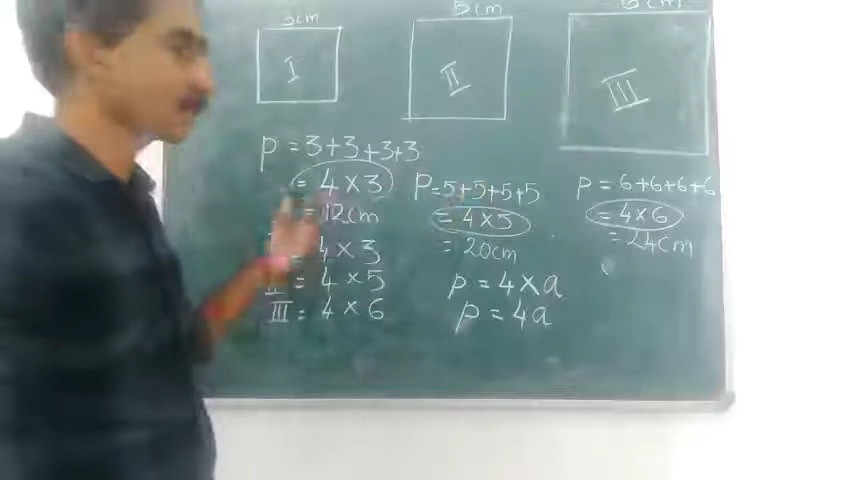 3cm
5cm
6cm
I
II
III
P = 3+3+3+3
= 4 × 3
= 12cm
P = 5+5+5+5
= 4 × 5
= 20cm
P = 6+6+6+6
= 4 × 6
= 24cm
I = 4 × 3
II = 4 × 5
III = 4 × 6
P = 4 × a
P = 4a